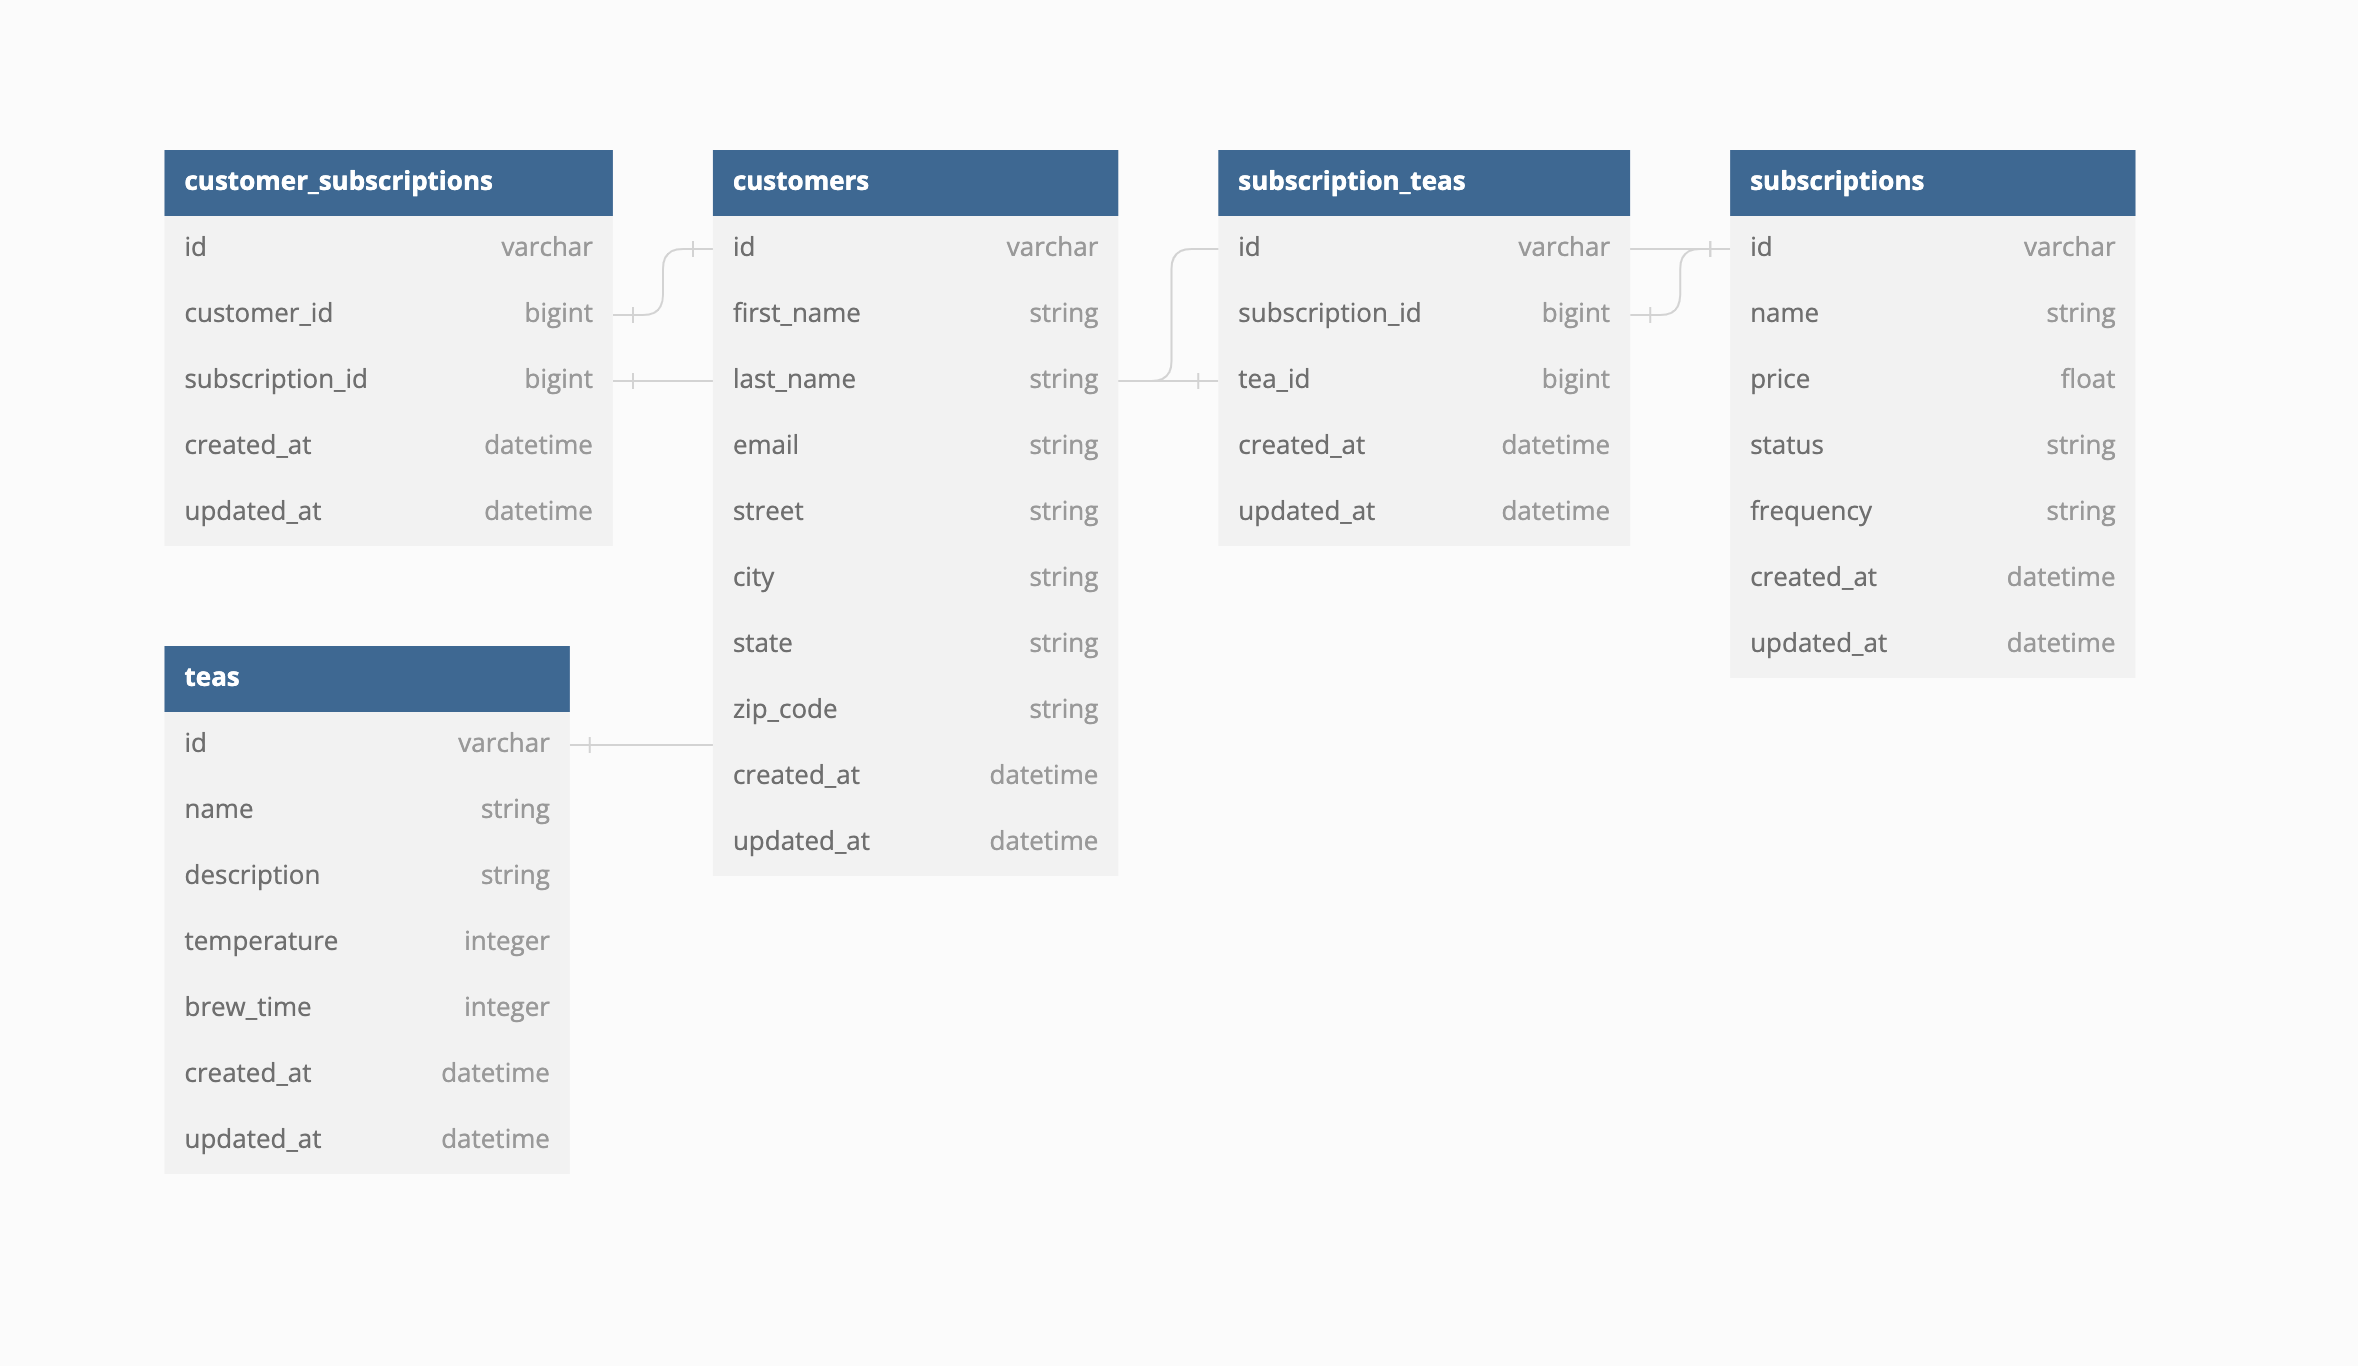 customer_subscriptions
id varchar
customer_id bigint
subscription_id bigint
created_at datetime
updated_at datetime
customers
id varchar
first_name string
last_name string
email string
street string
city string
state string
zip_code string
created_at datetime
updated_at datetime
subscription_teas
id varchar
subscription_id bigint
tea_id bigint
created_at datetime
updated_at datetime
subscriptions
id varchar
name string
price float
status string
frequency string
created_at datetime
updated_at datetime
teas
id varchar
name string
description string
temperature integer
brew_time integer
created_at datetime
updated_at datetime